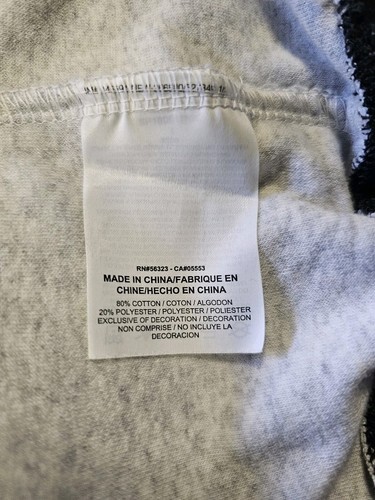 RN#56323 - CA#05553
MADE IN CHINA/FABRIQUE EN
CHINE/HECHO EN CHINA
80% COTTON / COTON / ALGODON
20% POLYESTER / POLYESTER / POLIESTER
EXCLUSIVE OF DECORATION / DECORATION
NON COMPRISE / NO INCLUYE LA
DECORACION